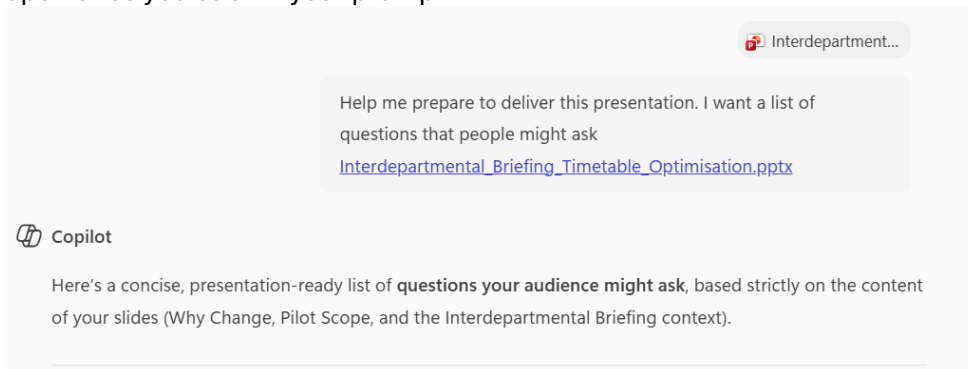 Interdepartment...
Help me prepare to deliver this presentation. I want a list of
questions that people might ask
Interdepartmental_Briefing_Timetable_Optimisation.pptx
Copilot
Here's a concise, presentation-ready list of questions your audience might ask, based strictly on the content
of your slides (Why Change, Pilot Scope, and the Interdepartmental Briefing context).